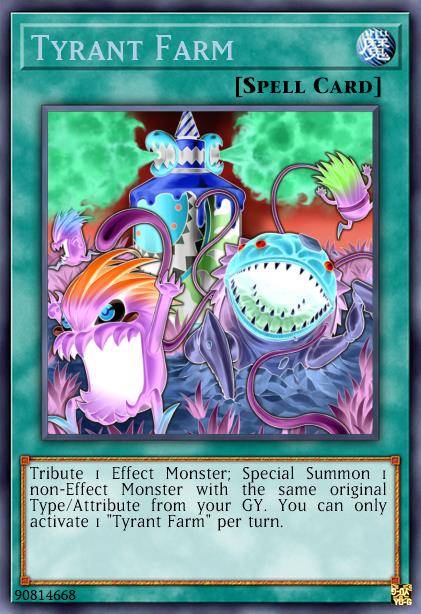 Tyrant Farm
魔
[Spell Card]
Tribute 1 Effect Monster; Special Summon 1
non-Effect Monster with the same original
Type/Attribute from your GY. You can only
activate 1 "Tyrant Farm" per turn.
90814668